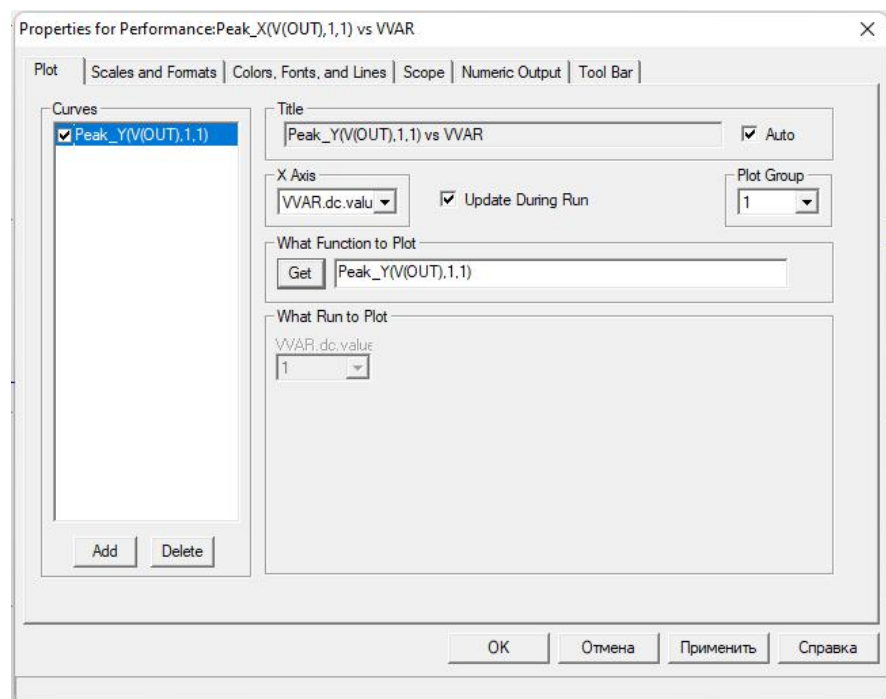 Properties for Performance:Peak_X(V(OUT),1,1) vs VVAR
Plot
Scales and Formats
Colors, Fonts, and Lines
Scope
Numeric Output
Tool Bar
Curves
Peak_Y(V(OUT),1,1)
Add
Delete
Title
Peak_Y(V(OUT),1,1) vs VVAR
Auto
X Axis
VVAR.dc.valu
Update During Run
Plot Group
1
What Function to Plot
Get
Peak_Y(V(OUT),1,1)
What Run to Plot
VVAR.dc.value
1
OK
Отмена
Применить
Справка